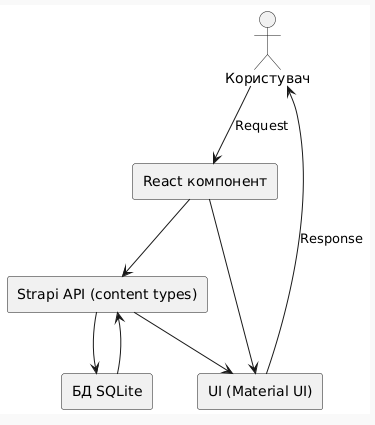 Користувач
Request
React компонент
Response
Strapi API (content types)
БД SQLite
UI (Material UI)